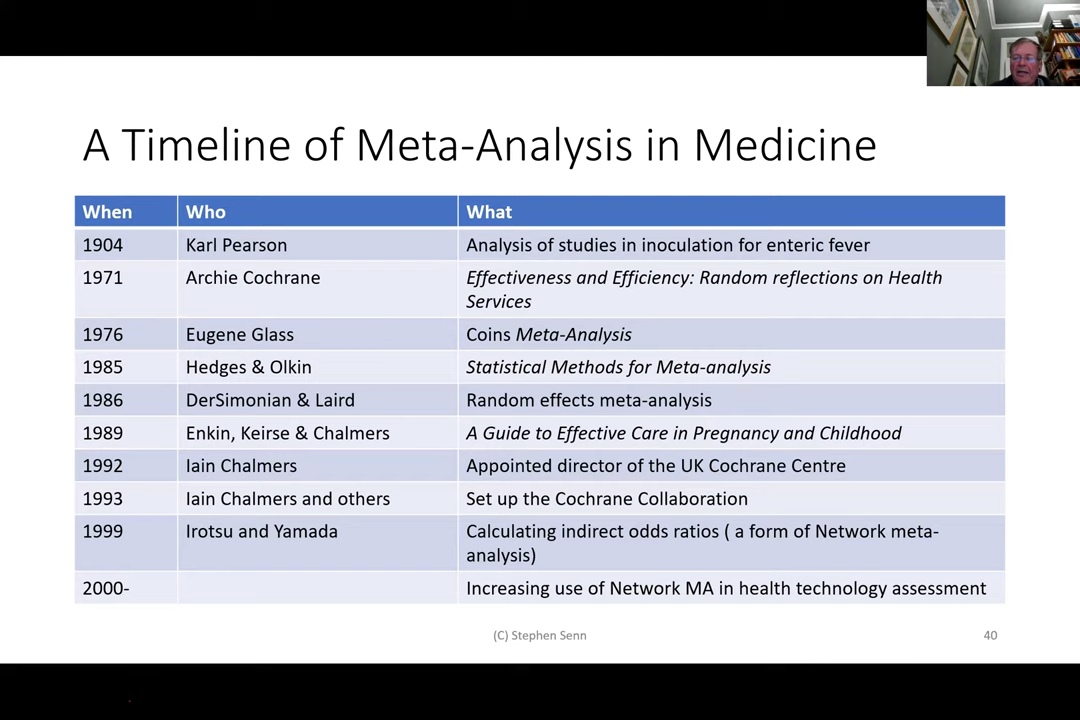 A Timeline of Meta-Analysis in Medicine
When Who What
1904 Karl Pearson Analysis of studies in inoculation for enteric fever
1971 Archie Cochrane Effectiveness and Efficiency: Random reflections on Health
Services
1976 Eugene Glass Coins Meta-Analysis
1985 Hedges & Olkin Statistical Methods for Meta-analysis
1986 DerSimonian & Laird Random effects meta-analysis
1989 Enkin, Keirse & Chalmers A Guide to Effective Care in Pregnancy and Childhood
1992 Iain Chalmers Appointed director of the UK Cochrane Centre
1993 Iain Chalmers and others Set up the Cochrane Collaboration
1999 Irotsu and Yamada Calculating indirect odds ratios ( a form of Network meta-
analysis)
2000- Increasing use of Network MA in health technology assessment
(C) Stephen Senn 40